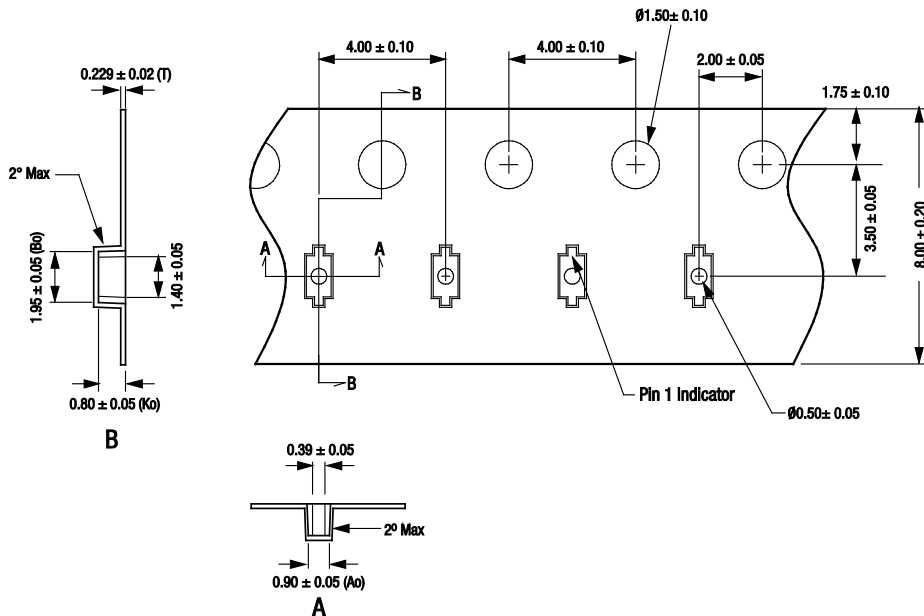 Ø1.50± 0.10
4.00 ± 0.10
4.00 ± 0.10
2.00 ± 0.05
0.229 ± 0.02 (T)
B
1.75 ± 0.10
2° Max
A
A
3.50 ± 0.05
8.00 ± 0.20
1.95 ± 0.05 (Bo)
1.40 ± 0.05
B
Pin 1 Indicator
0.80 ± 0.05 (Ko)
Ø0.50± 0.05
B
0.39 ± 0.05
2º Max
0.90 ± 0.05 (Ao)
A